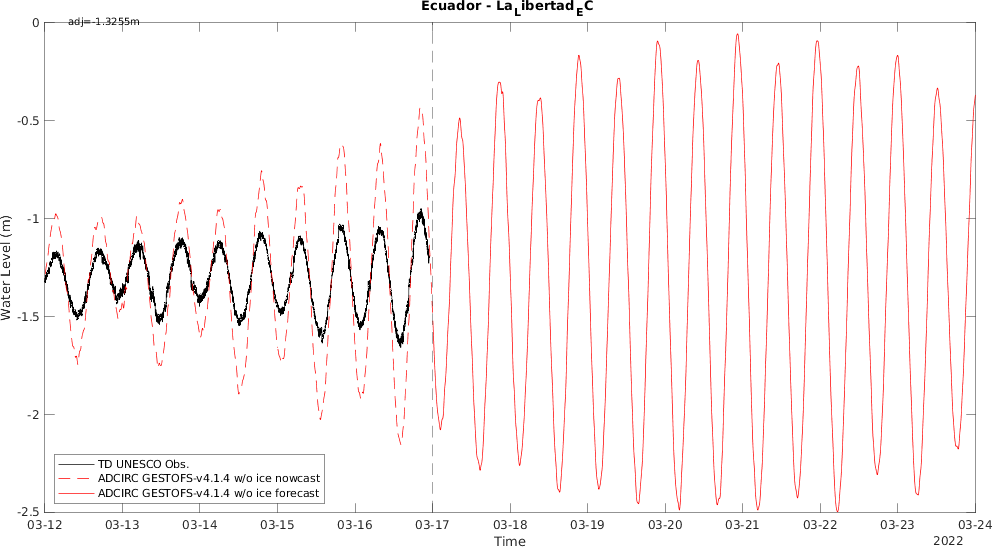 Ecuador - LaLibertadEC
adj=-1.3255m
0
-0.5
-1
-1.5
-2
-2.5
Water Level (m)
TD UNESCO Obs.
ADCIRC GESTOFS-v4.1.4 w/o ice nowcast
ADCIRC GESTOFS-v4.1.4 w/o ice forecast
03-12 03-13 03-14 03-15 03-16 03-17 03-18 03-19 03-20 03-21 03-22 03-23 03-24
Time
2022